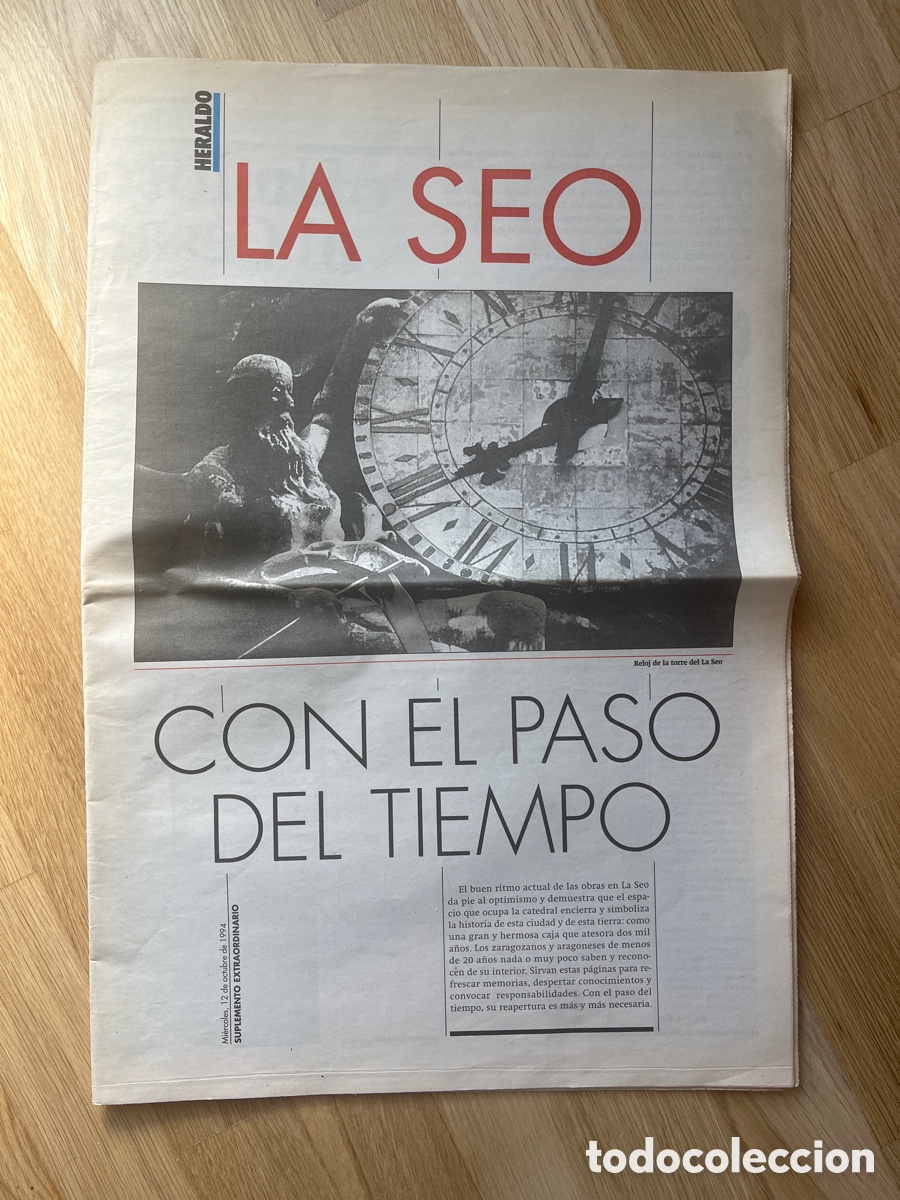 HERALDO
LA SEO
Reloj de la torre del La Seo
CON EL PASO
DEL TIEMPO
Miércoles, 12 de octubre de 1994
SUPLEMENTO EXTRAORDINARIO
El buen ritmo actual de las obras en La Seo
da pie al optimismo y demuestra que el espa-
cio que ocupa la catedral encierra y simboliza
la historia de esta ciudad y de esta tierra: como
una gran y hermosa caja que atesora dos mil
años. Los zaragozanos y aragoneses de menos
de 20 años nada o muy poco saben y recono-
cen de su interior. Sirvan estas páginas para re-
frescar memorias, despertar conocimientos y
convocar responsabilidades. Con el paso del
tiempo, su reapertura es más y más necesaria.
todocoleccion